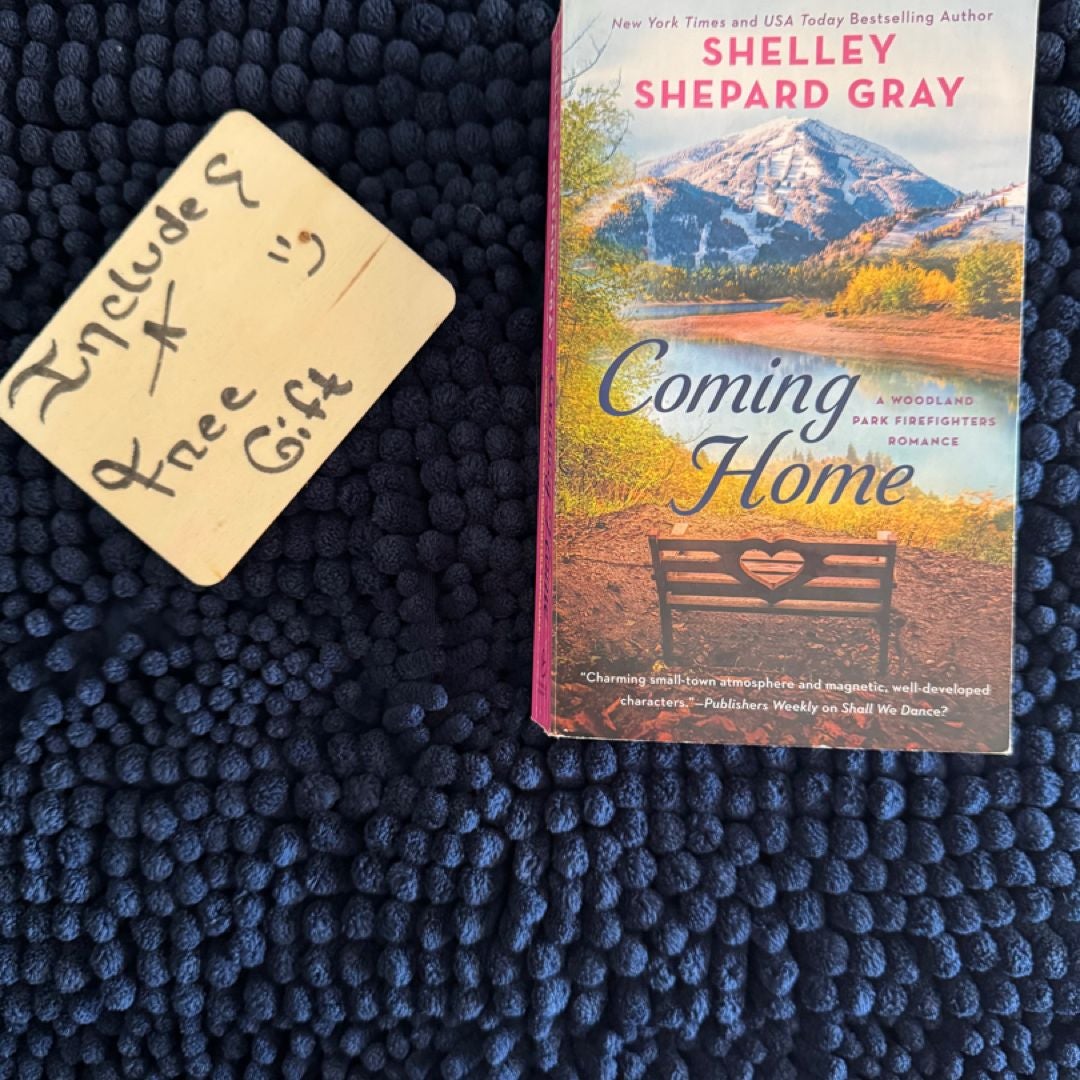 Includes
A
Free
Gift
New York Times and USA Today Bestselling Author
SHELLEY
SHEPARD GRAY
Coming
Home
A WOODLAND
PARK FIREFIGHTERS
ROMANCE
"Charming small-town atmosphere and magnetic, well-developed
characters."—Publishers Weekly on Shall We Dance?